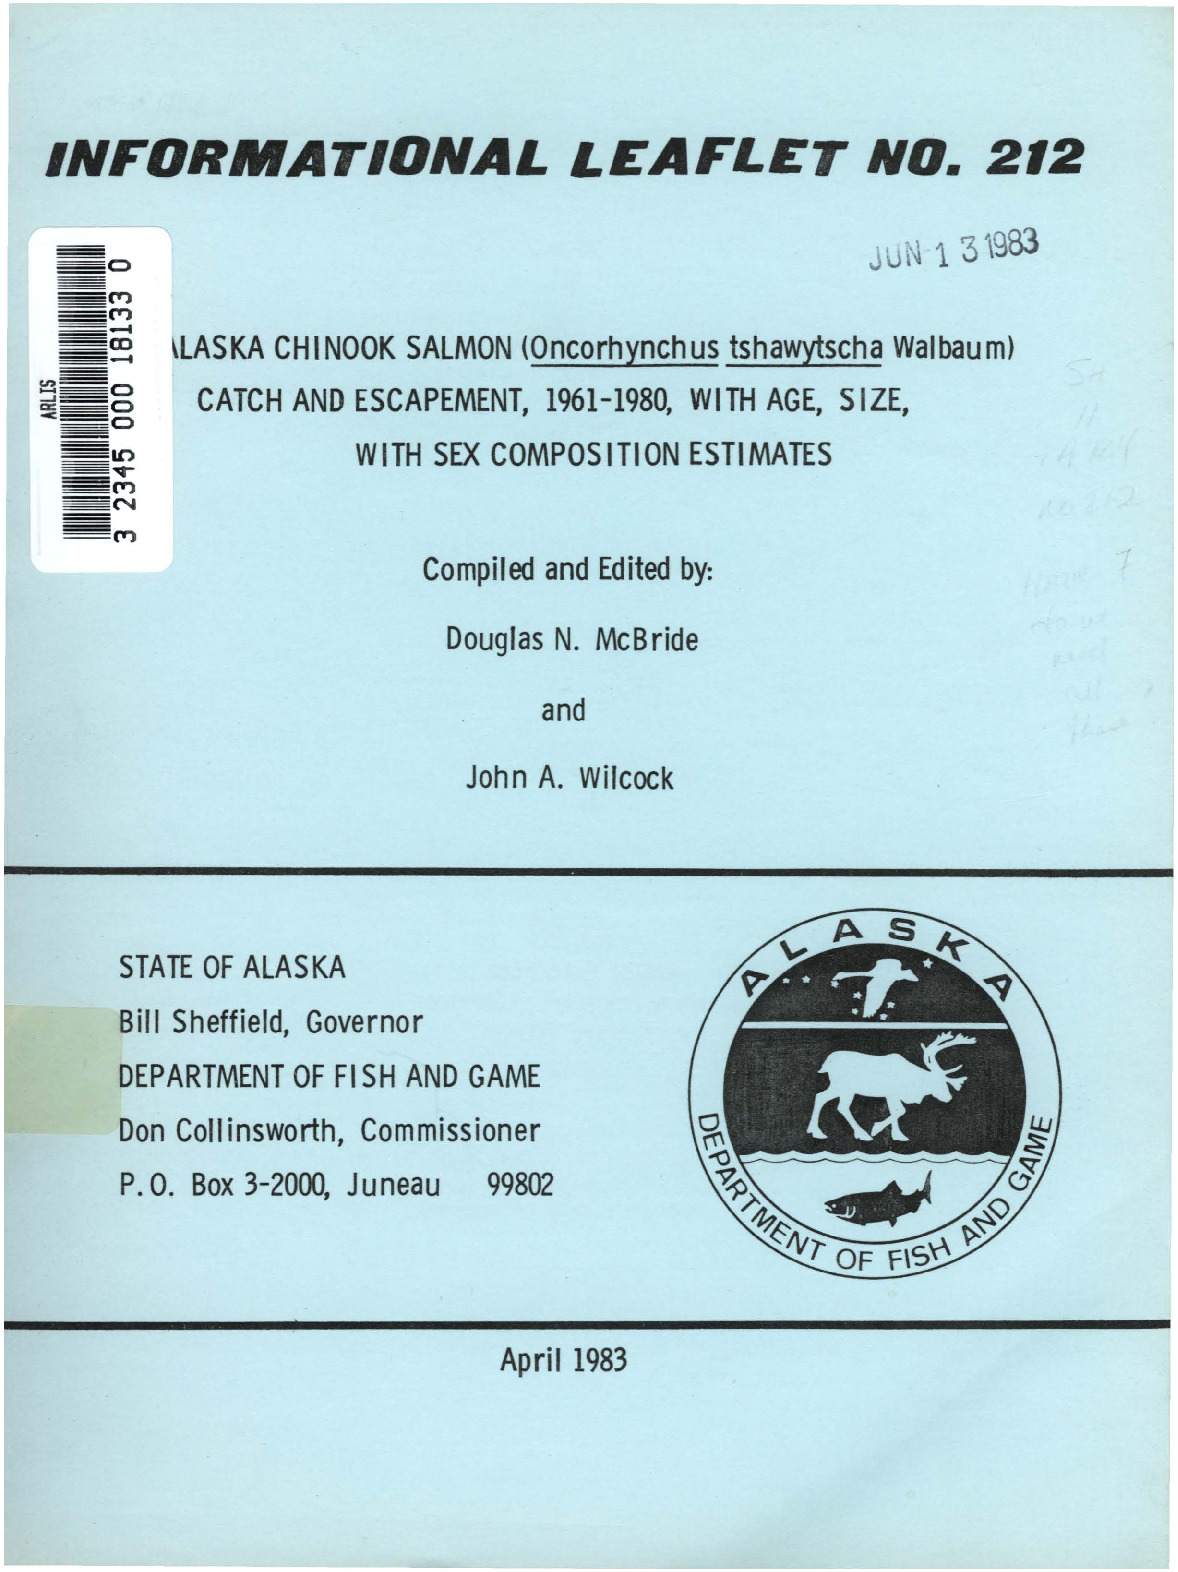 INFORMATIONAL LEAFLET NO. 212
JUN 13 1983
ARLIS
3 2345 000 18133 0
LASKA CHINOOK SALMON (Oncorhynchus tshawytscha Walbaum)
CATCH AND ESCAPEMENT, 1961-1980, WITH AGE, SIZE,
WITH SEX COMPOSITION ESTIMATES
no 212
Compiled and Edited by:
Douglas N. McBride
and
John A. Wilcock
STATE OF ALASKA
Bill Sheffield, Governor
DEPARTMENT OF FISH AND GAME
Don Collinsworth, Commissioner
P.O. Box 3-2000, Juneau 99802
ALASKA
DEPARTMENT OF FISH AND GAME
April 1983